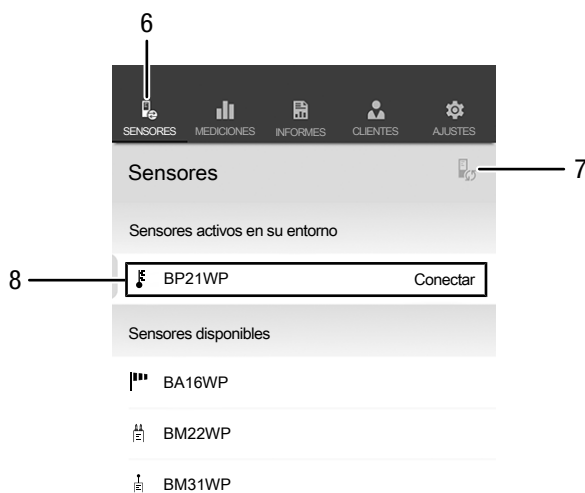 6
SENSORES MEDICIONES INFORMES CLIENTES AJUSTES
Sensores 7
Sensores activos en su entorno
8 BP21WP Conectar
Sensores disponibles
BA16WP
BM22WP
BM31WP